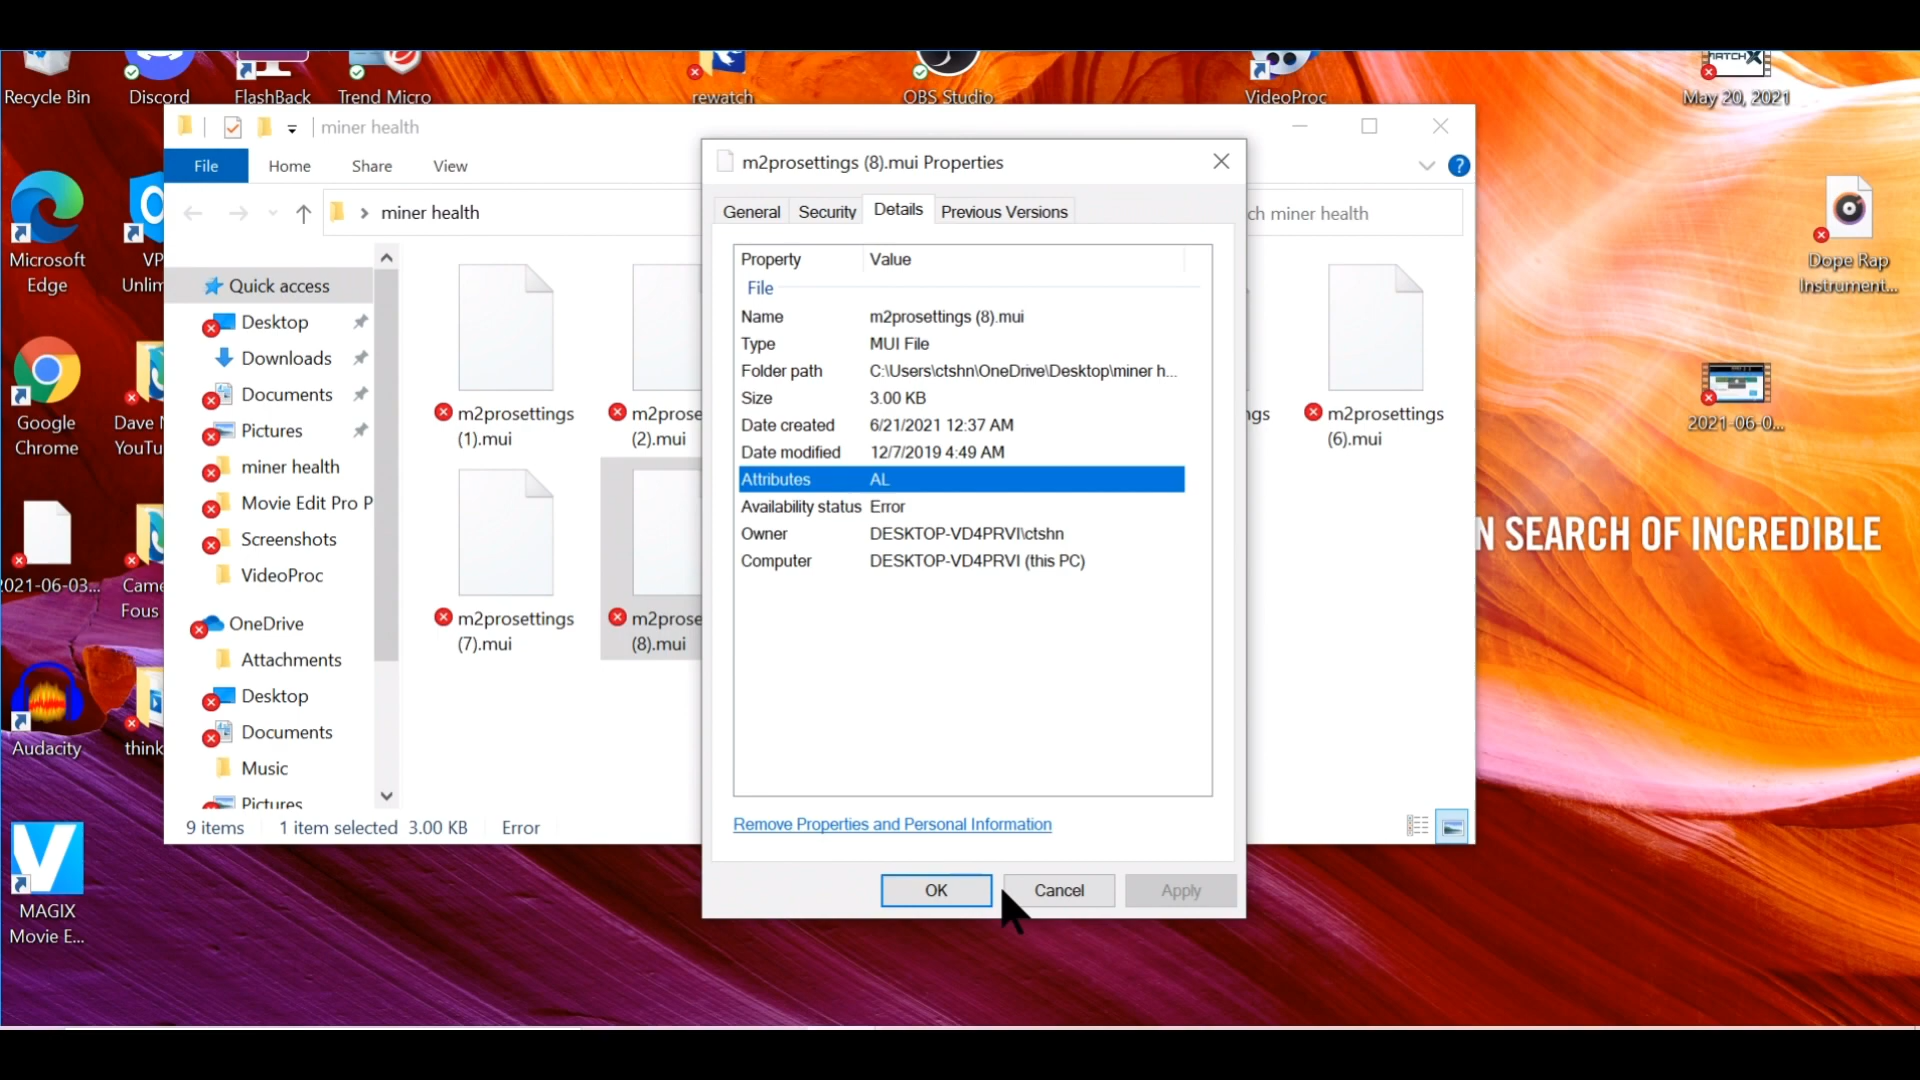 Recycle Bin
Discord
FlashBack
Trend Micro
rewatch
OBS Studio
VideoProc
MATCHX
May 20, 2021
miner health
File
Home
Share
View
?
miner health
ch miner health
Microsoft
Edge
VP
Unlim
Google
Chrome
Dave
YouTu
2021-06-03...
Came
Fous
Audacity
think
MAGIX
Movie E...
Quick access
Desktop
Downloads
Documents
Pictures
miner health
Movie Edit Pro P
Screenshots
VideoProc
OneDrive
Attachments
Desktop
Documents
Music
Pictures
m2prosettings
(1).mui
m2prose
(2).mui
gs
m2prosettings
(6).mui
m2prosettings
(7).mui
m2prose
(8).mui
9 items
1 item selected 3.00 KB
Error
m2prosettings (8).mui Properties
General
Security
Details
Previous Versions
Property Value
File
Name m2prosettings (8).mui
Type MUI File
Folder path C:\Users\ctshn\OneDrive\Desktop\miner h...
Size 3.00 KB
Date created 6/21/2021 12:37 AM
Date modified 12/7/2019 4:49 AM
Attributes AL
Availability status Error
Owner DESKTOP-VD4PRVI\ctshn
Computer DESKTOP-VD4PRVI (this PC)
Remove Properties and Personal Information
OK
Cancel
Apply
Dope Rap
Instrument...
2021-06-0...
N SEARCH OF INCREDIBLE